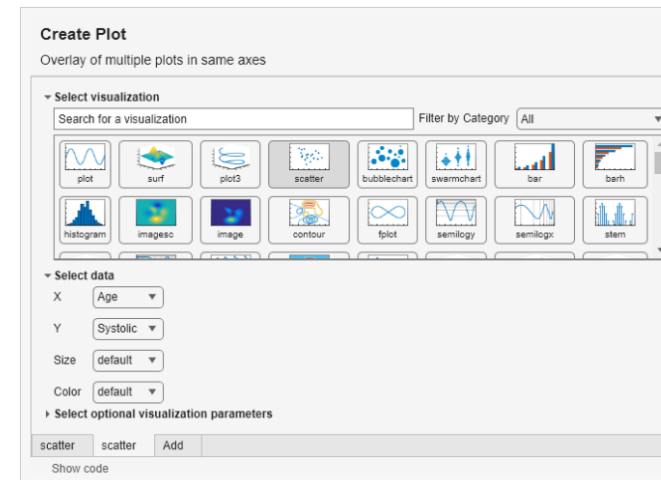 Create Plot
Overlay of multiple plots in same axes
Select visualization
Search for a visualization Filter by Category All
plot surf plot3 scatter bubblechart swarmchart bar barh
histogram imagesc image contour fplot semilogy semilogx stem
Select data
X Age
Y Systolic
Size default
Color default
Select optional visualization parameters
scatter scatter Add
Show code